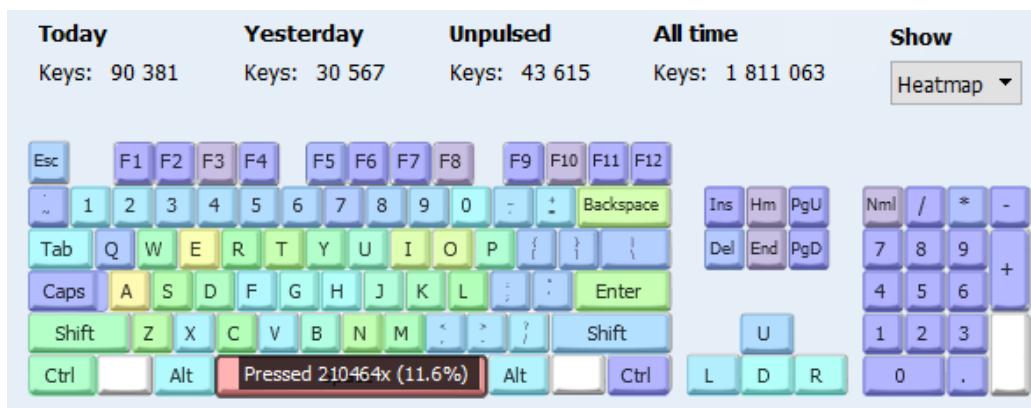 Today Yesterday Unpulsed All time Show
Keys: 90 381 Keys: 30 567 Keys: 43 615 Keys: 1 811 063 Heatmap
Esc F1 F2 F3 F4 F5 F6 F7 F8 F9 F10 F11 F12
1 2 3 4 5 6 7 8 9 0 - Backspace Ins Hm PgU Nml / * -
Tab Q W E R T Y U I O P { } | Del End PgD 7 8 9 +
Caps A S D F G H J K L ; Enter 4 5 6
Shift Z X C V B N M < > ? / Shift U 1 2 3
Ctrl Alt Pressed 210464x (11.6%) Alt Ctrl L D R 0 .